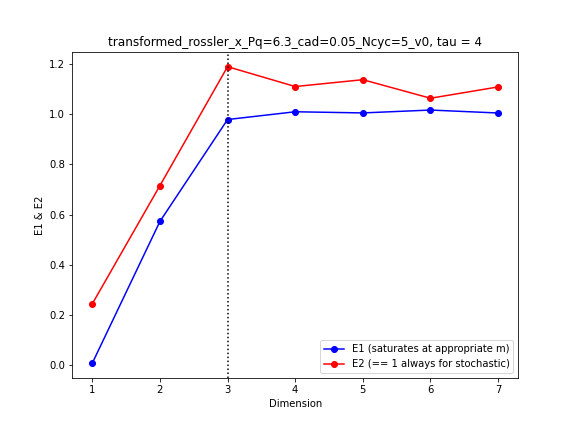 transformed_rossler_x_Pq=6.3_cad=0.05_Ncyc=5_v0, tau = 4
E1 & E2
1.2
1.0
0.8
0.6
0.4
0.2
0.0
E1 (saturates at appropriate m)
E2 (== 1 always for stochastic)
1 2 3 4 5 6 7
Dimension